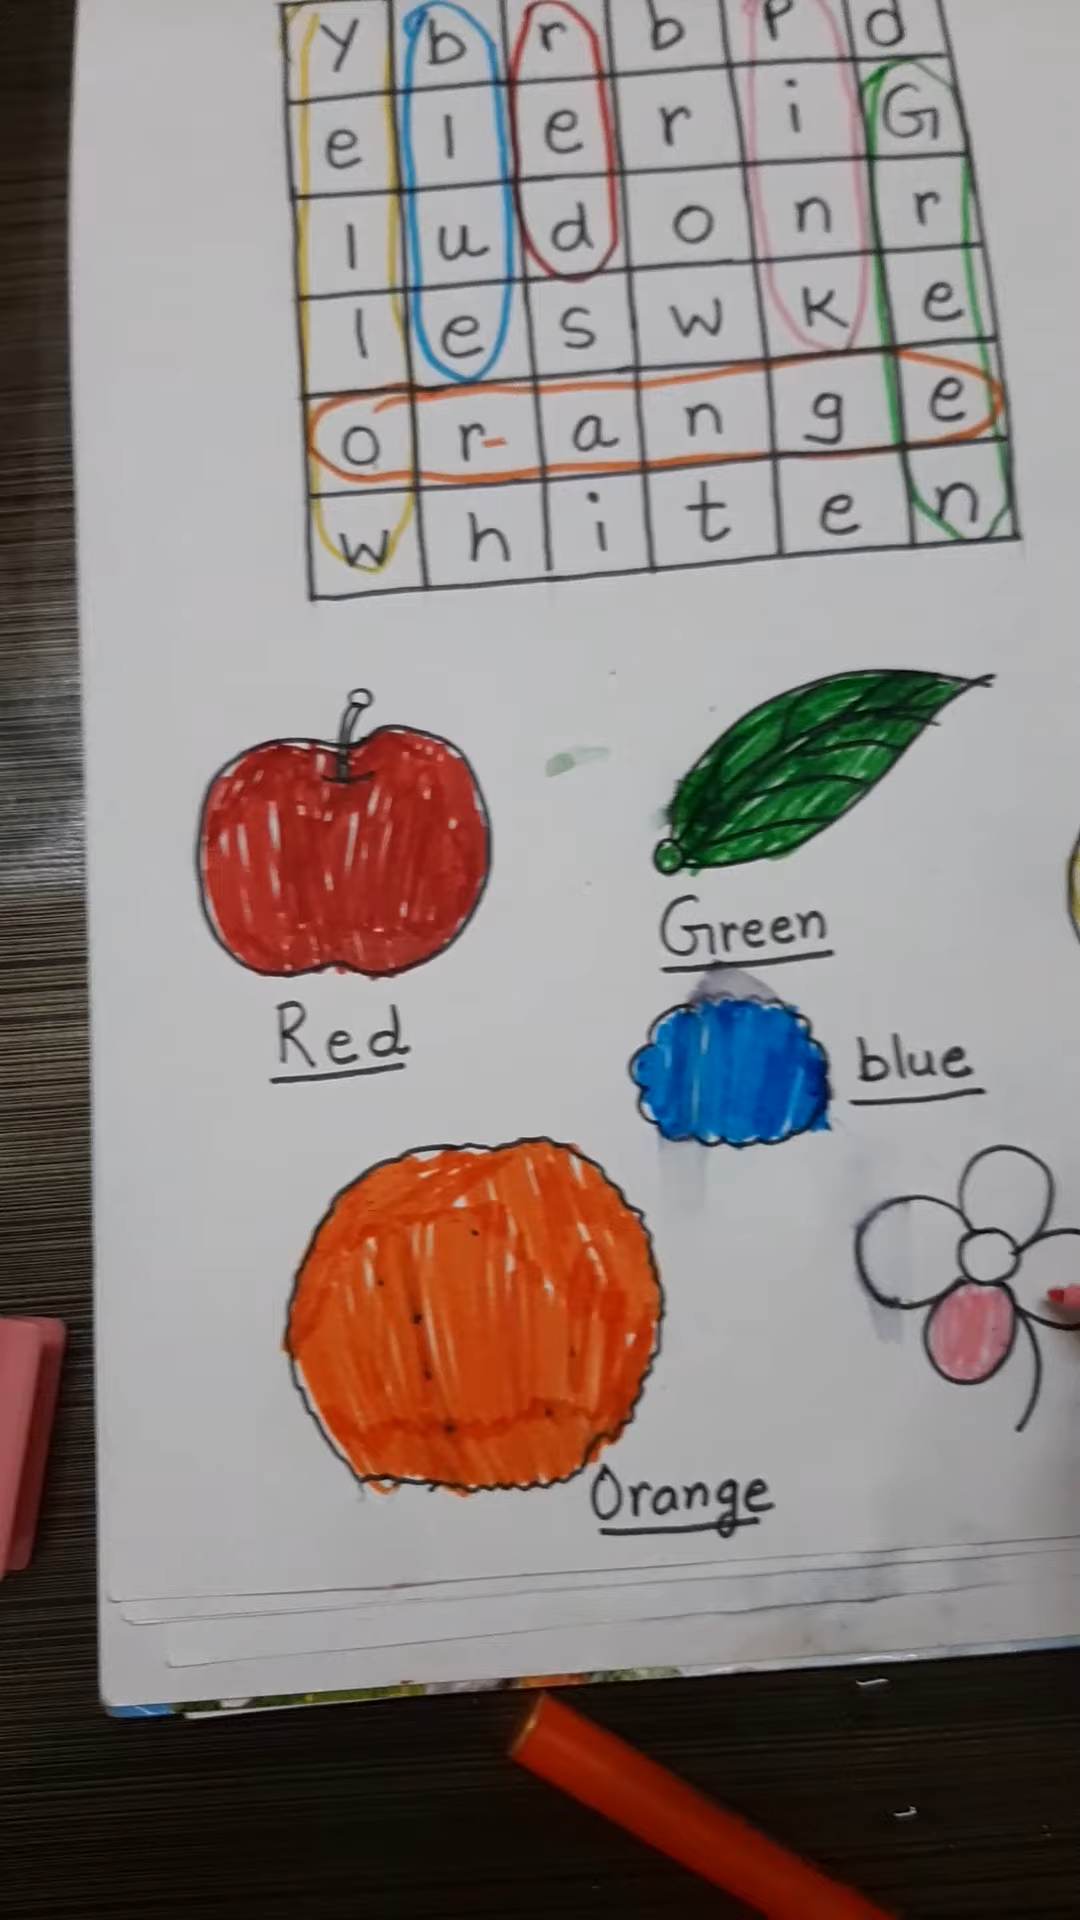 y b r b p d
e l e r i G
l u d o n r
l e s w k e
o r a n g e
w h i t e n
Green
Red
blue
Orange